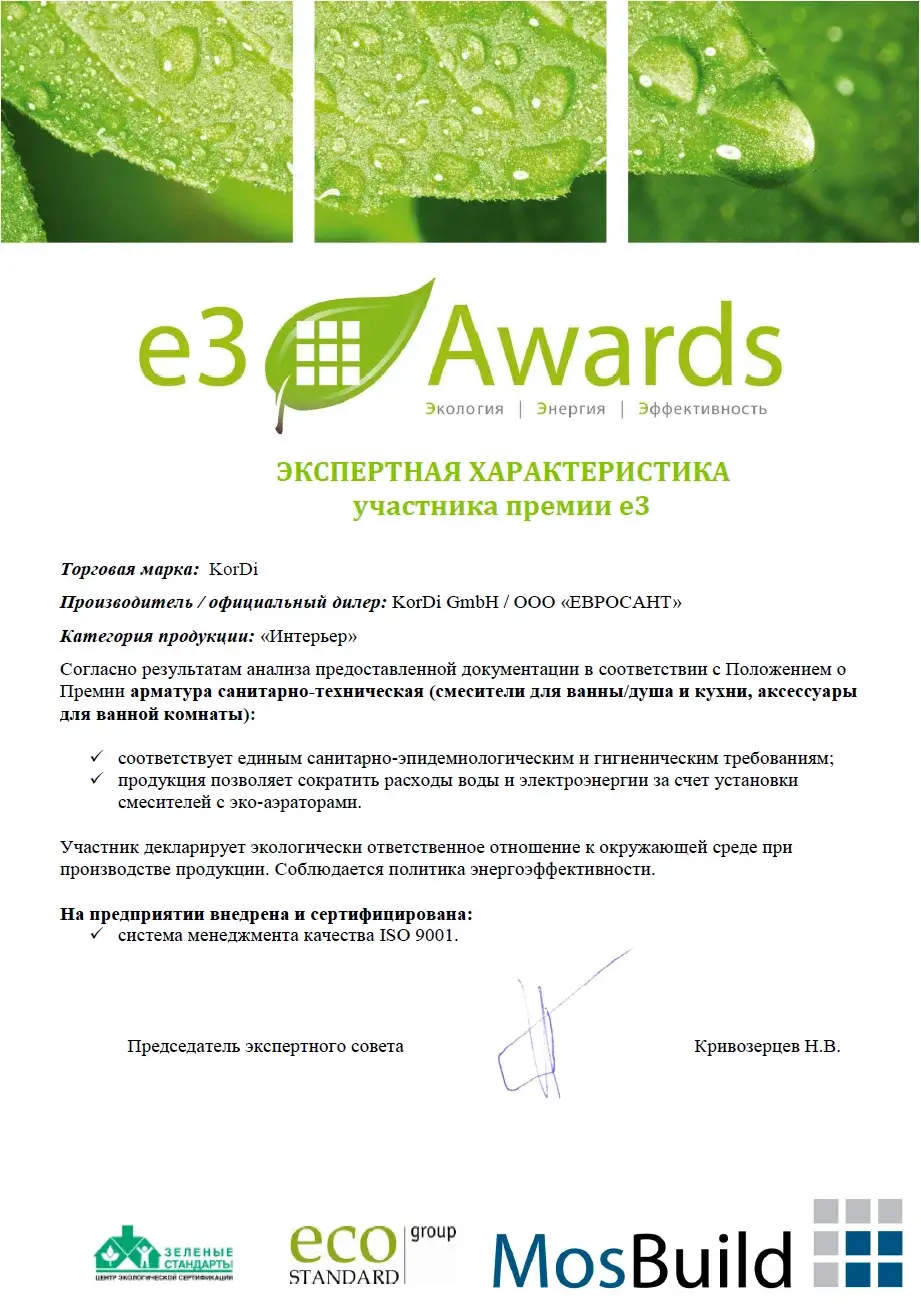 e3 Awards
Экология | Энергия | Эффективность
ЭКСПЕРТНАЯ ХАРАКТЕРИСТИКА
участника премии е3
Торговая марка: KorDi
Производитель / официальный дилер: KorDi GmbH / ООО «ЕВРОСАНТ»
Категория продукции: «Интерьер»
Согласно результатам анализа предоставленной документации в соответствии с Положением о
Премии арматура санитарно-техническая (смесители для ванны/душа и кухни, аксессуары
для ванной комнаты):
соответствует единым санитарно-эпидемиологическим и гигиеническим требованиям;
продукция позволяет сократить расходы воды и электроэнергии за счет установки
смесителей с эко-аэраторами.
Участник декларирует экологически ответственное отношение к окружающей среде при
производстве продукции. Соблюдается политика энергоэффективности.
На предприятии внедрена и сертифицирована:
система менеджмента качества ISO 9001.
Председатель экспертного совета Кривозерцев Н.В.
ЗЕЛЕНЫЕ
СТАНДАРТЫ
ЦЕНТР ЭКОЛОГИЧЕСКОЙ СЕРТИФИКАЦИИ
eco group
STANDARD
MosBuild